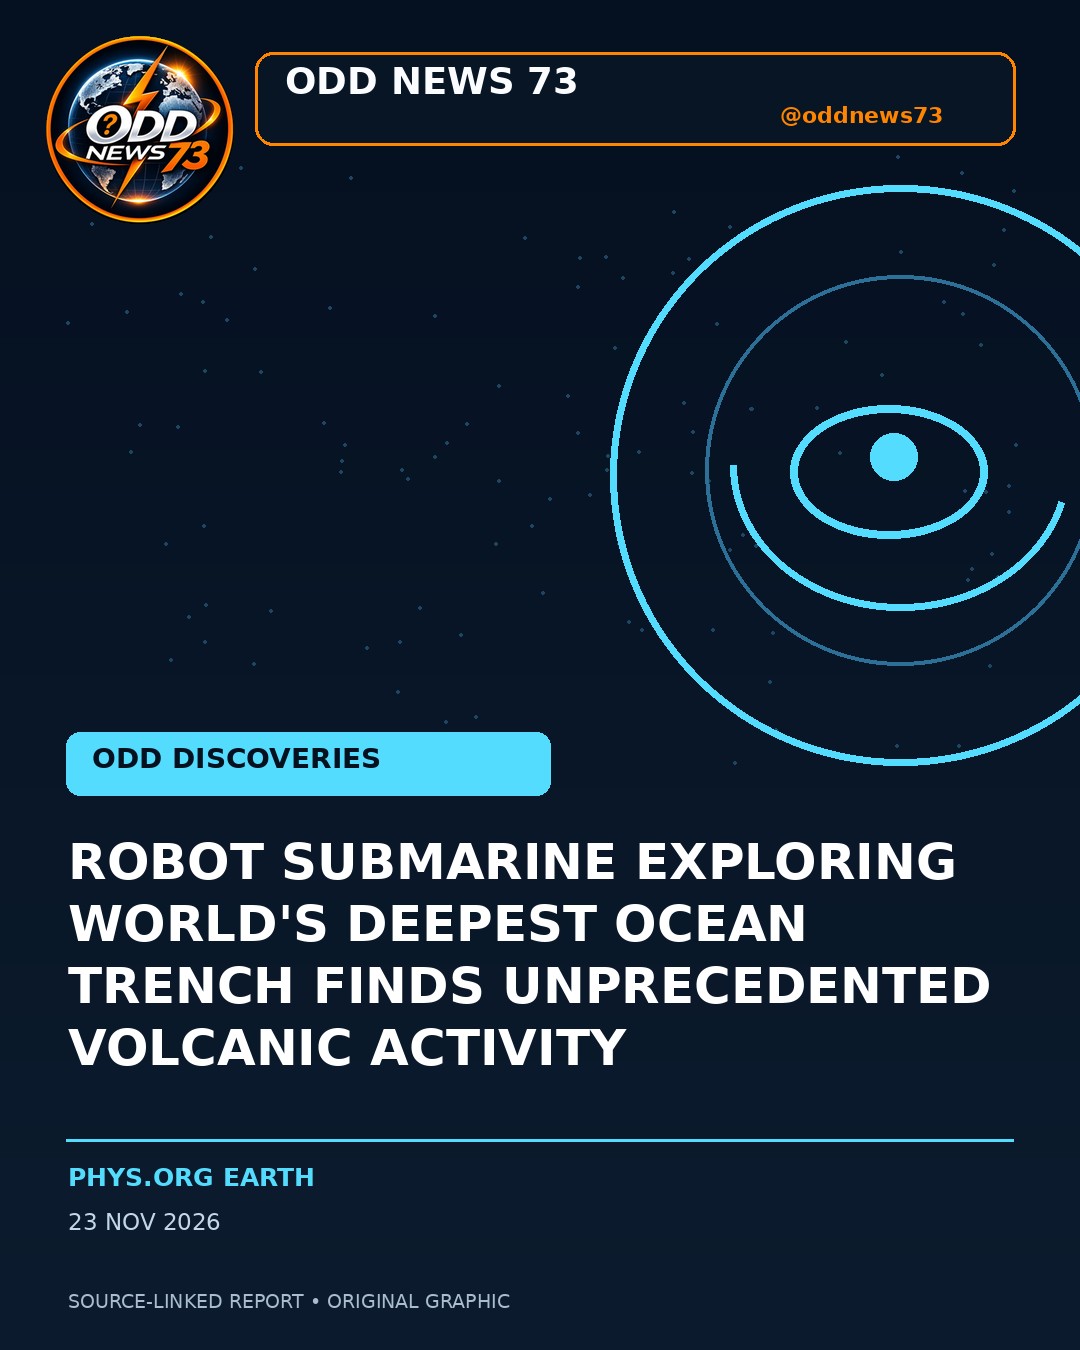 ODD
NEWS 73
ODD NEWS 73
@oddnews73
ODD DISCOVERIES
ROBOT SUBMARINE EXPLORING
WORLD'S DEEPEST OCEAN
TRENCH FINDS UNPRECEDENTED
VOLCANIC ACTIVITY
PHYS.ORG EARTH
23 NOV 2026
SOURCE-LINKED REPORT • ORIGINAL GRAPHIC